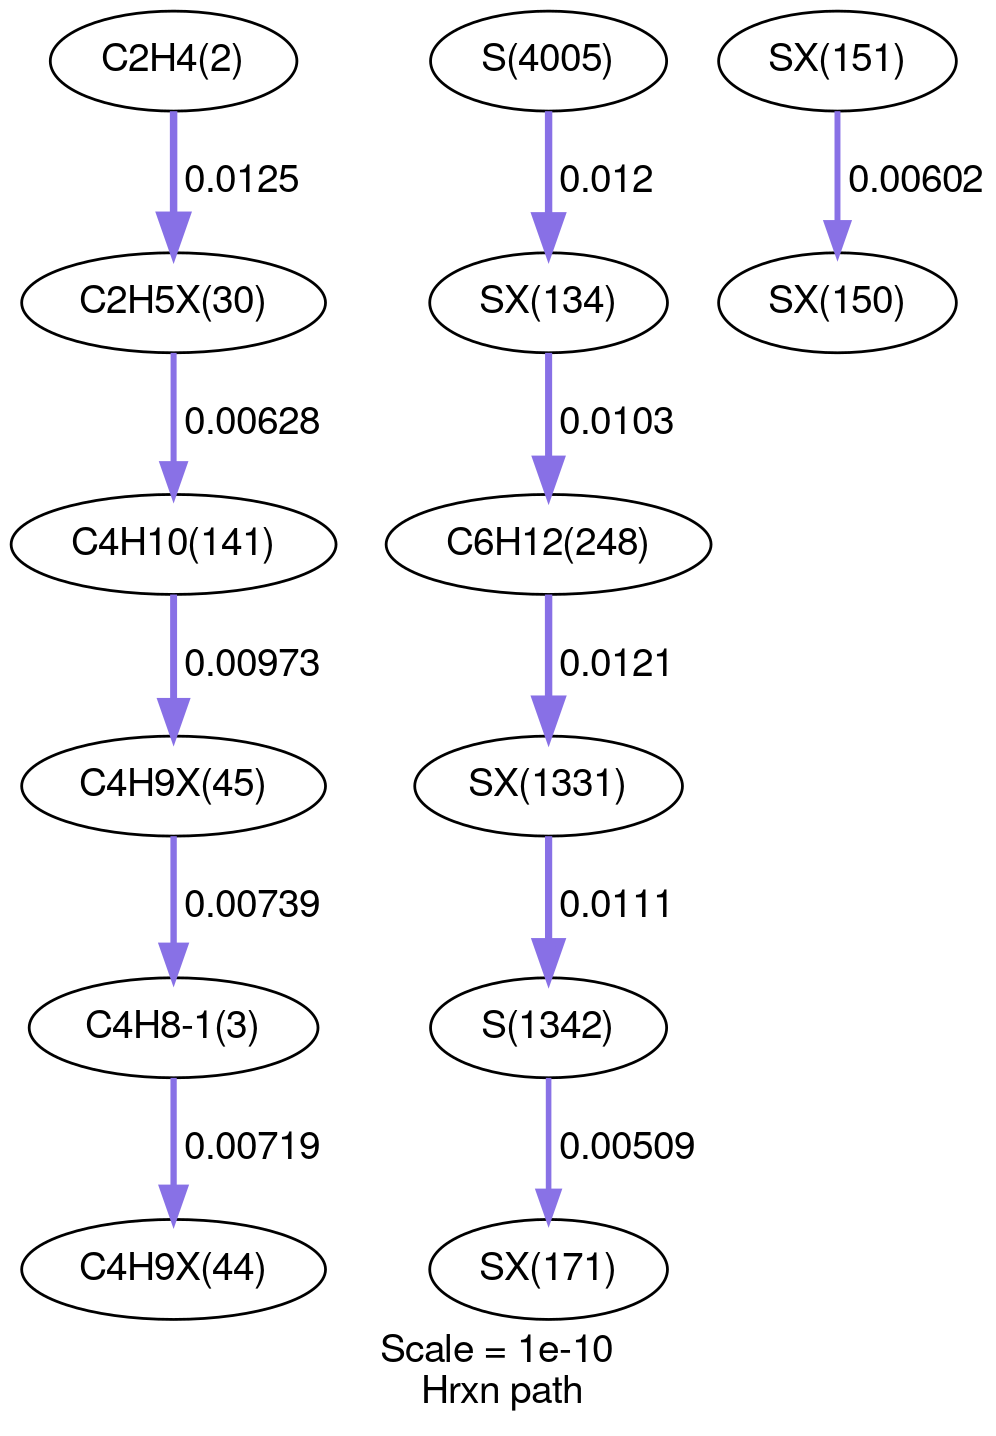 C2H4(2)
S(4005)
SX(151)
0.0125
0.012
0.00602
C2H5X(30)
SX(134)
SX(150)
0.00628
0.0103
C4H10(141)
C6H12(248)
0.00973
0.0121
C4H9X(45)
SX(1331)
0.00739
0.0111
C4H8-1(3)
S(1342)
0.00719
0.00509
C4H9X(44)
SX(171)
Scale = 1e-10
Hrxn path